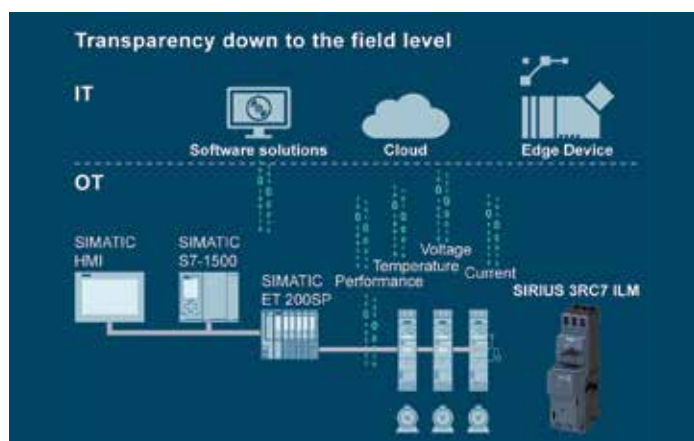 Transparency down to the field level
IT
Software solutions
Cloud
Edge Device
OT
SIMATIC
HMI
SIMATIC
S7-1500
SIMATIC
ET 200SP
Performance
Temperature
Voltage
Current
SIRIUS 3RC7 ILM